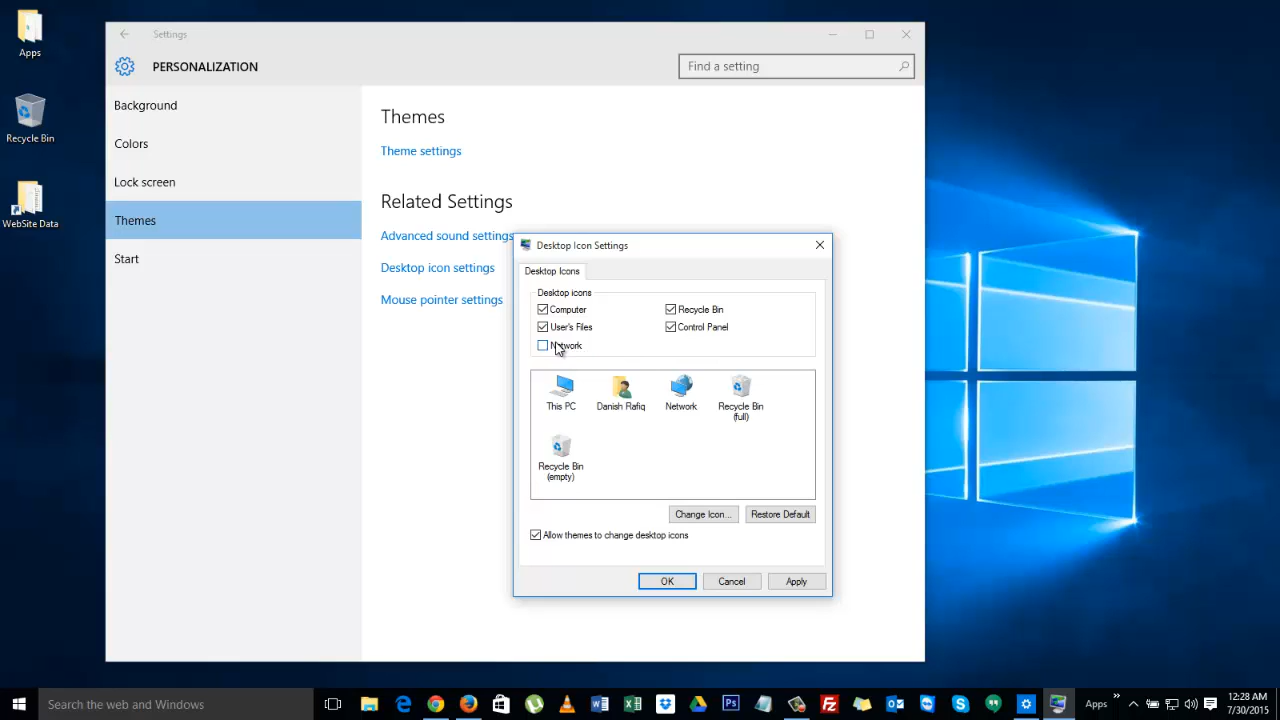 Apps
Recycle Bin
WebSite Data
Settings
PERSONALIZATION
Find a setting
Background
Colors
Lock screen
Themes
Start
Themes
Theme settings
Related Settings
Advanced sound settings
Desktop icon settings
Mouse pointer settings
Desktop Icon Settings
Desktop Icons
Desktop icons
Computer
Recycle Bin
User's Files
Control Panel
Network
This PC
Danish Rafiq
Network
Recycle Bin
(full)
Recycle Bin
(empty)
Change Icon...
Restore Default
Allow themes to change desktop icons
OK
Cancel
Apply
Search the web and Windows
Apps
12:28 AM
7/30/2015